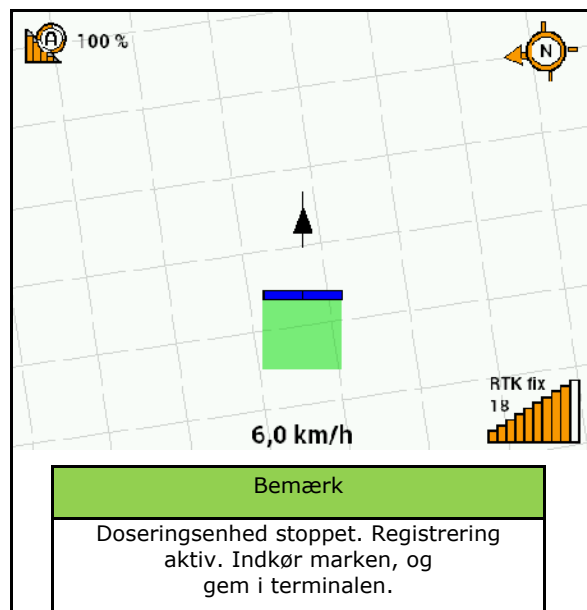 A 100 %
N
RTK fix
18
6,0 km/h
Bemærk
Doseringsenhed stoppet. Registrering
aktiv. Indkør marken, og
gem i terminalen.